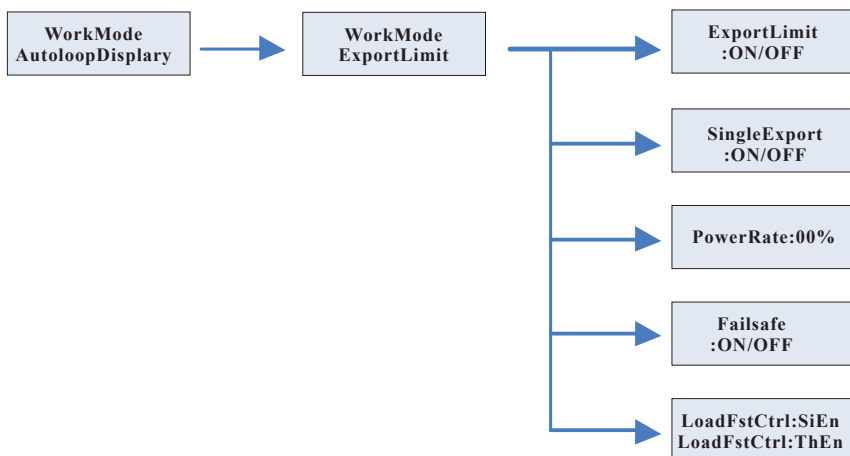 WorkMode
AutoloopDisplary
WorkMode
ExportLimit
ExportLimit
:ON/OFF
SingleExport
:ON/OFF
PowerRate:00%
Failsafe
:ON/OFF
LoadFstCtrl:SiEn
LoadFstCtrl:ThEn